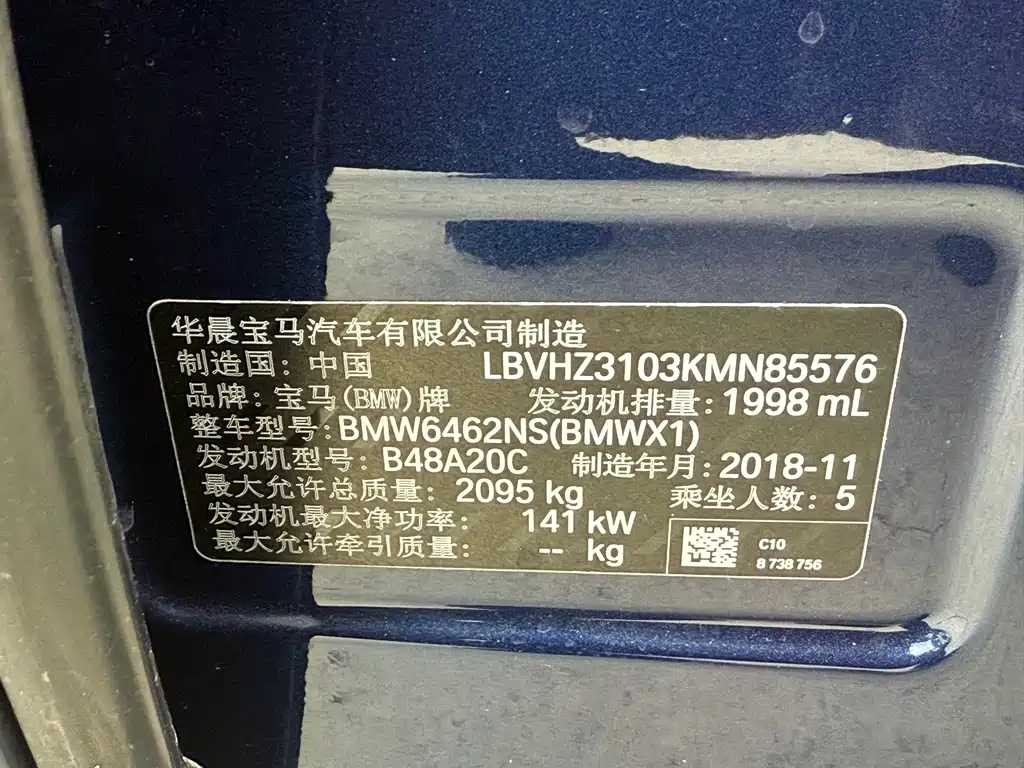 华晨宝马汽车有限公司制造
制造国: 中国 LBVHZ3103KMN85576
品牌: 宝马(BMW)牌 发动机排量: 1998 mL
整车型号: BMW6462NS(BMWX1)
发动机型号: B48A20C 制造年月: 2018-11
最大允许总质量: 2095 kg 乘坐人数: 5
发动机最大净功率: 141 kW
最大允许牵引质量: -- kg
C10
8 738 756